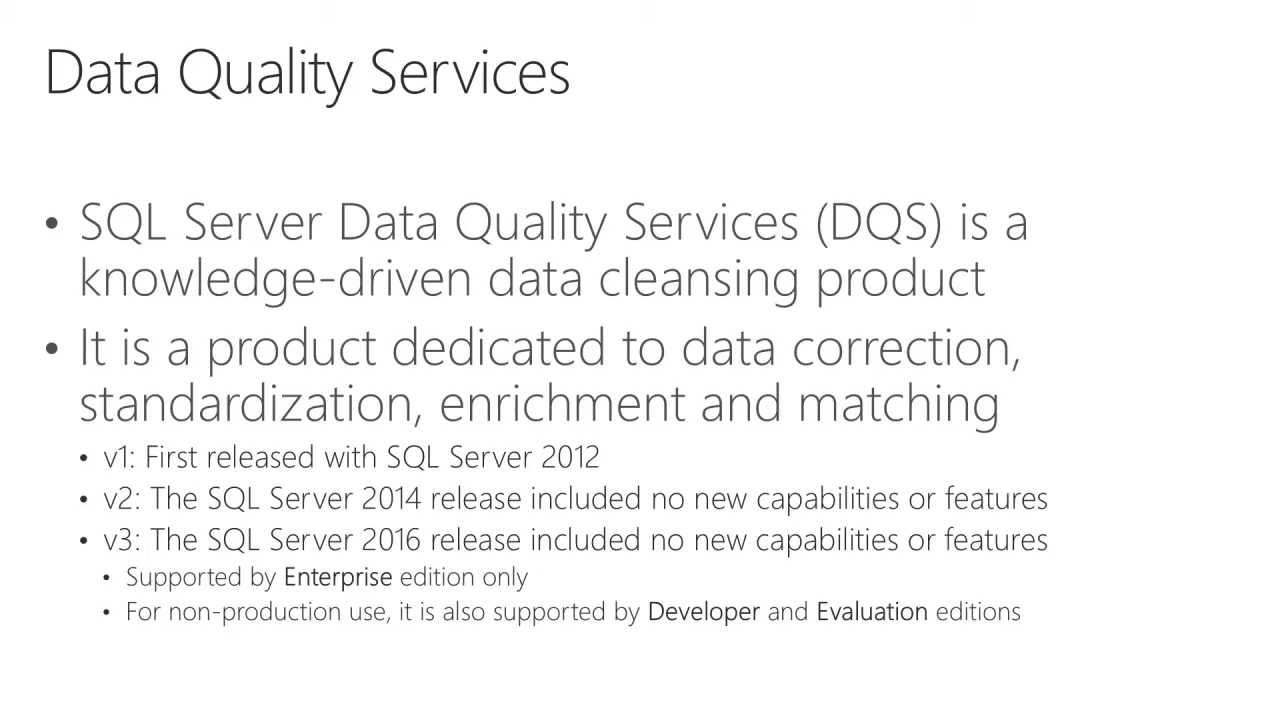 Data Quality Services
• SQL Server Data Quality Services (DQS) is a
knowledge-driven data cleansing product
• It is a product dedicated to data correction,
standardization, enrichment and matching
• v1: First released with SQL Server 2012
• v2: The SQL Server 2014 release included no new capabilities or features
• v3: The SQL Server 2016 release included no new capabilities or features
• Supported by Enterprise edition only
• For non-production use, it is also supported by Developer and Evaluation editions